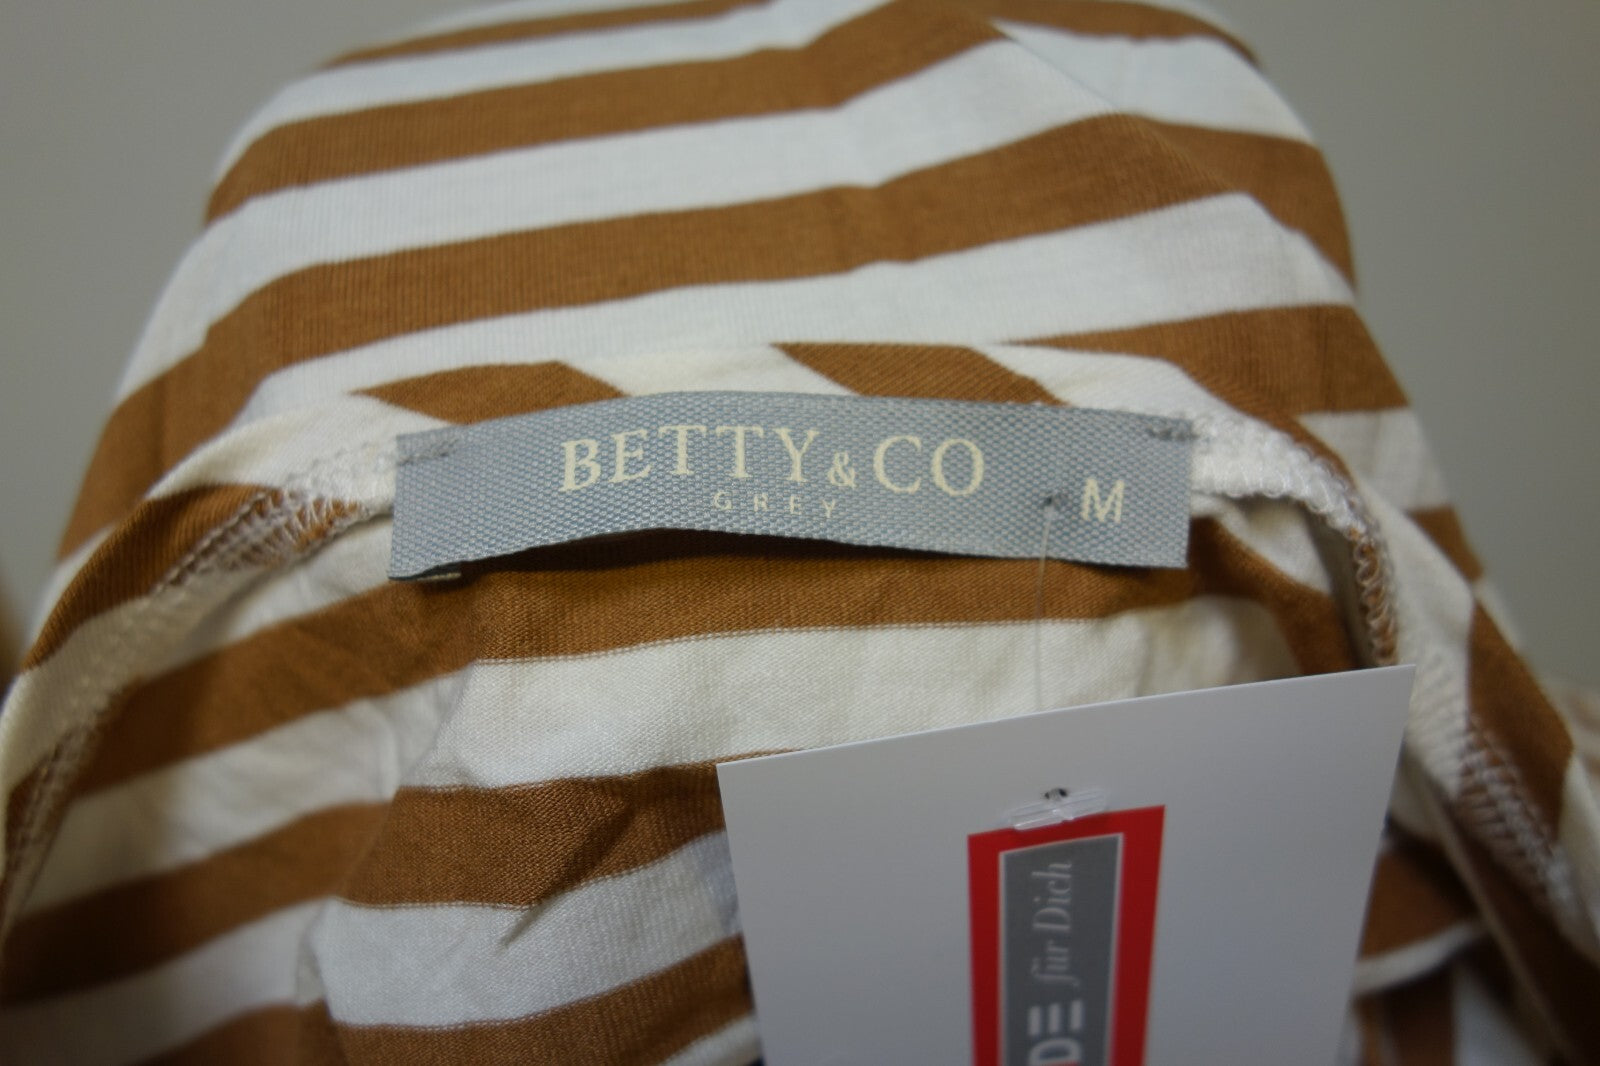 BETTY & CO
GREY
M
für Dich